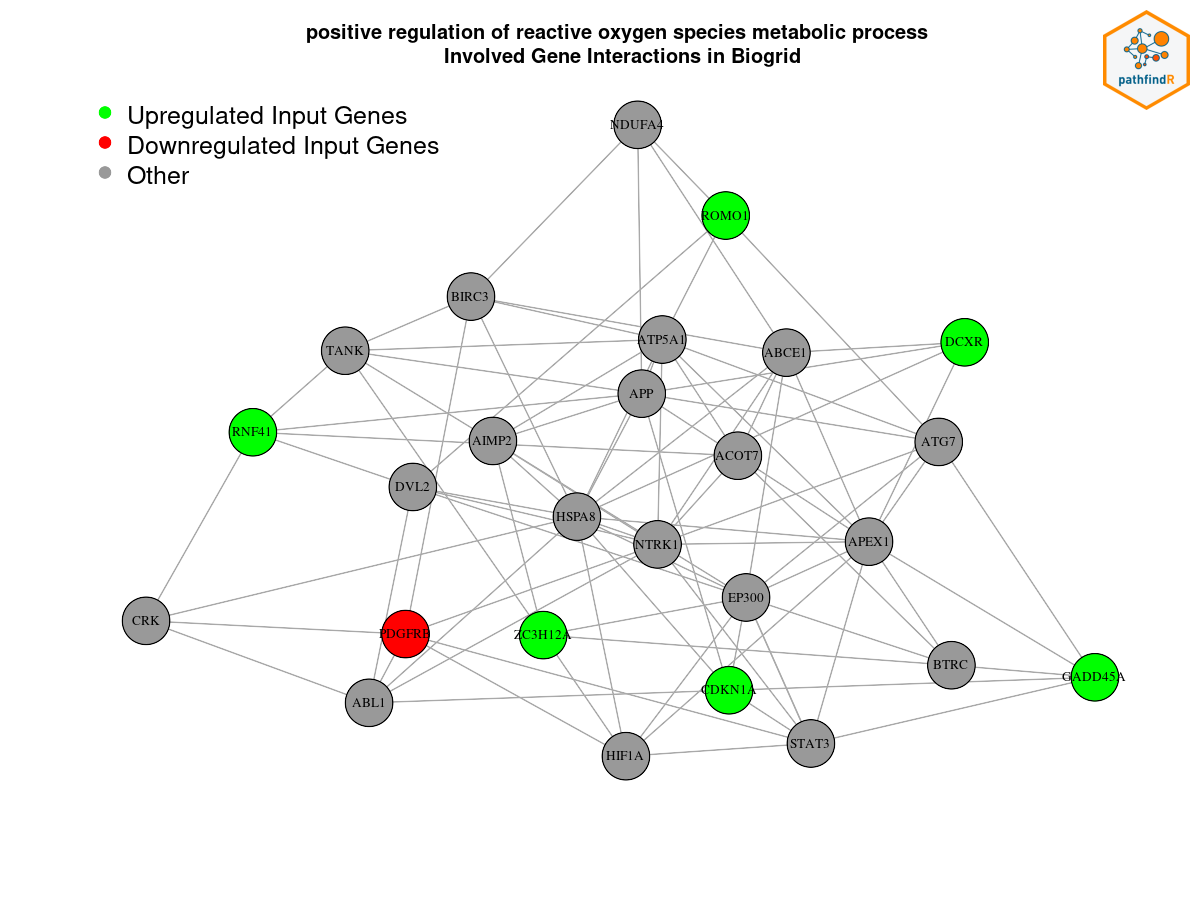 positive regulation of reactive oxygen species metabolic process
Involved Gene Interactions in Biogrid
pathfindR
Upregulated Input Genes
Downregulated Input Genes
Other
NDUFA4
ROMO1
BIRC3
ATP5A1
DCXR
TANK
ABCE1
APP
RNF41
AIMP2
ATG7
ACOT7
DVL2
HSPA8
NTRK1
APEX1
EP300
CRK
PDGFRB
ZC3H12A
BTRC
GADD45A
CDKN1A
ABL1
STAT3
HIF1A